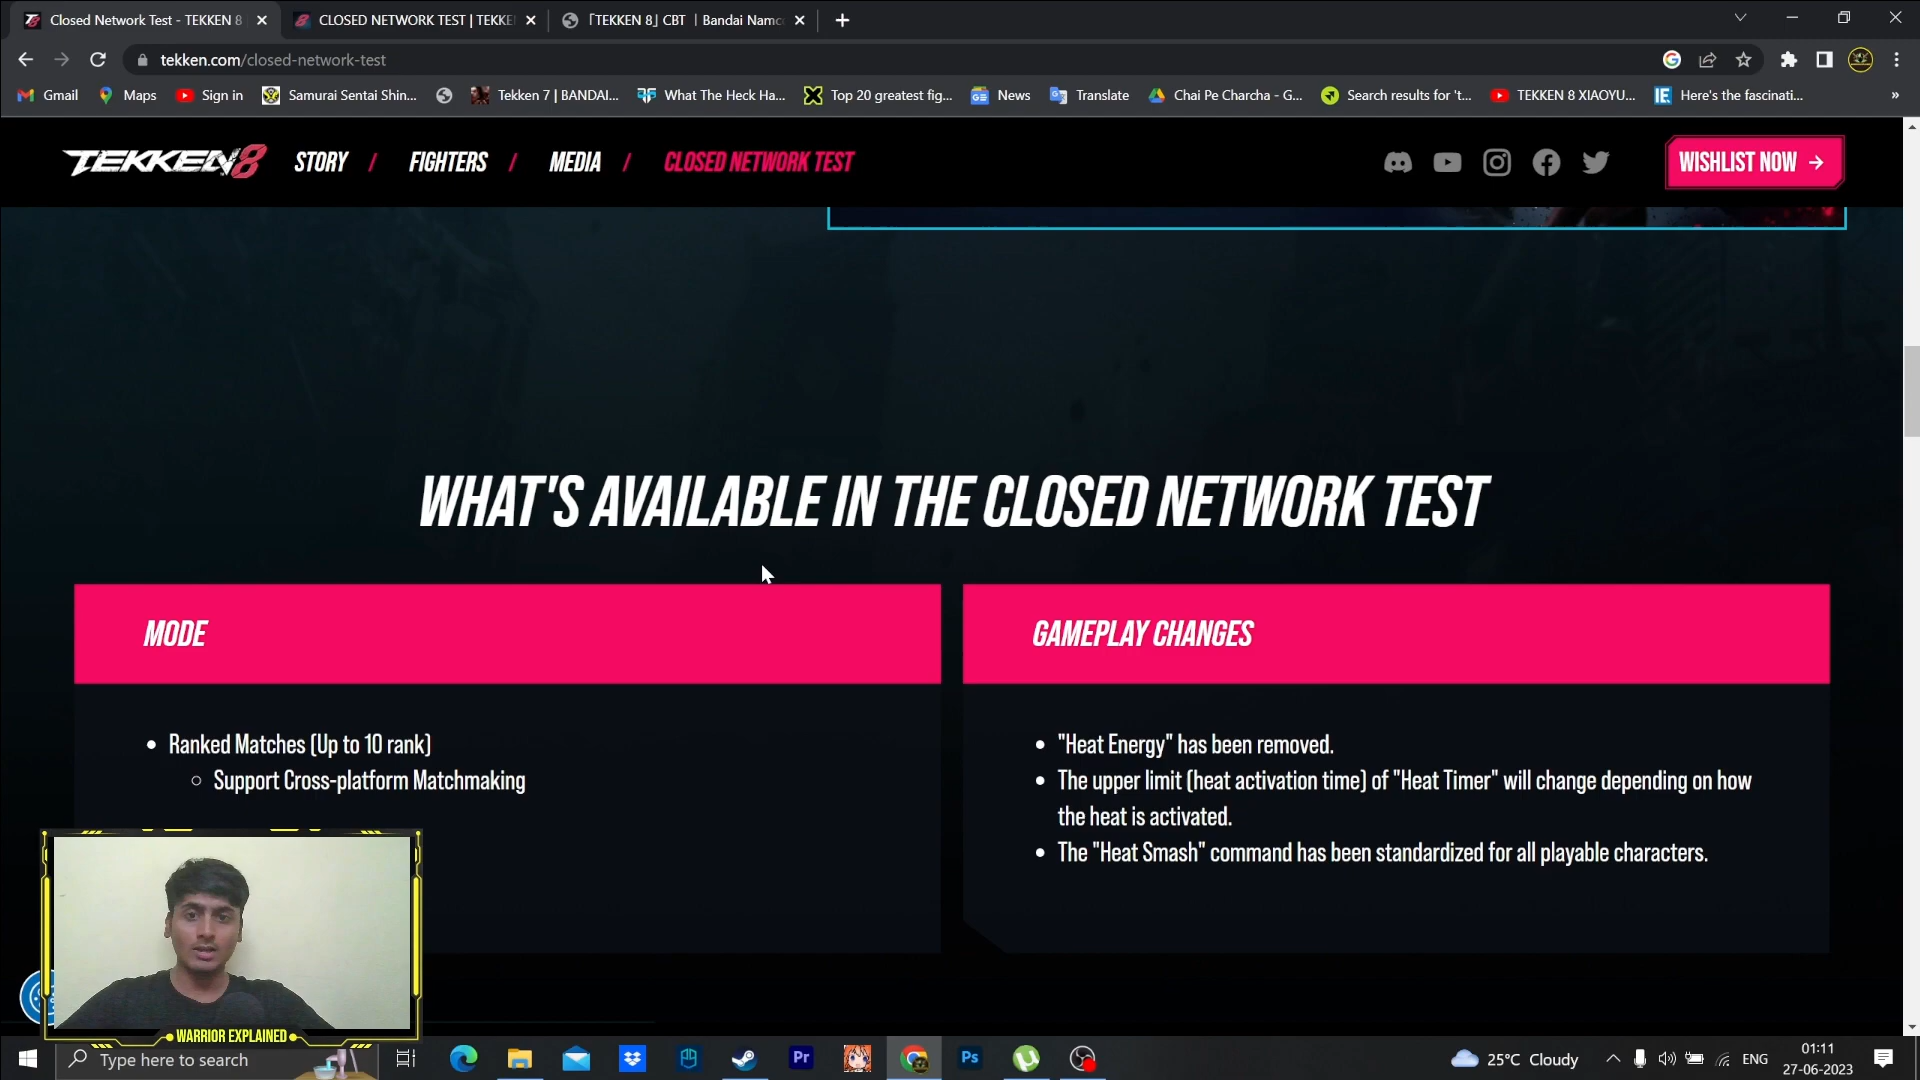 Closed Network Test - TEKKEN 8
CLOSED NETWORK TEST | TEKKE
「TEKKEN 8」 CBT | Bandai Namc
tekken.com/closed-network-test
Gmail
Maps
Sign in
Samurai Sentai Shin...
Tekken 7 | BANDAI...
What The Heck Ha...
Top 20 greatest fig...
News
Translate
Chai Pe Charcha - G...
Search results for 't...
TEKKEN 8 XIAOYU...
IE
Here's the fascinati...
»
TEKKEN 8
STORY /
FIGHTERS /
MEDIA /
CLOSED NETWORK TEST
WISHLIST NOW →
WHAT'S AVAILABLE IN THE CLOSED NETWORK TEST
MODE
• Ranked Matches (Up to 10 rank)
○ Support Cross-platform Matchmaking
GAMEPLAY CHANGES
• "Heat Energy" has been removed.
• The upper limit (heat activation time) of "Heat Timer" will change depending on how
the heat is activated.
• The "Heat Smash" command has been standardized for all playable characters.
WARRIOR EXPLAINED
Type here to search
Pr
Ps
25°C Cloudy
ENG
01:11
27-06-2023